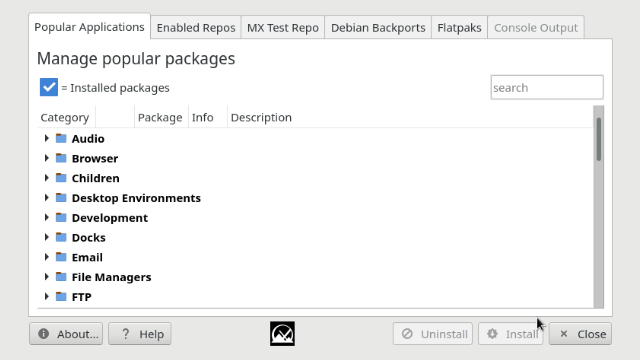 Popular Applications Enabled Repos MX Test Repo Debian Backports Flatpaks Console Output
Manage popular packages
= Installed packages search
Category Package Info Description
Audio
Browser
Children
Desktop Environments
Development
Docks
Email
File Managers
FTP
About... Help Uninstall Install Close